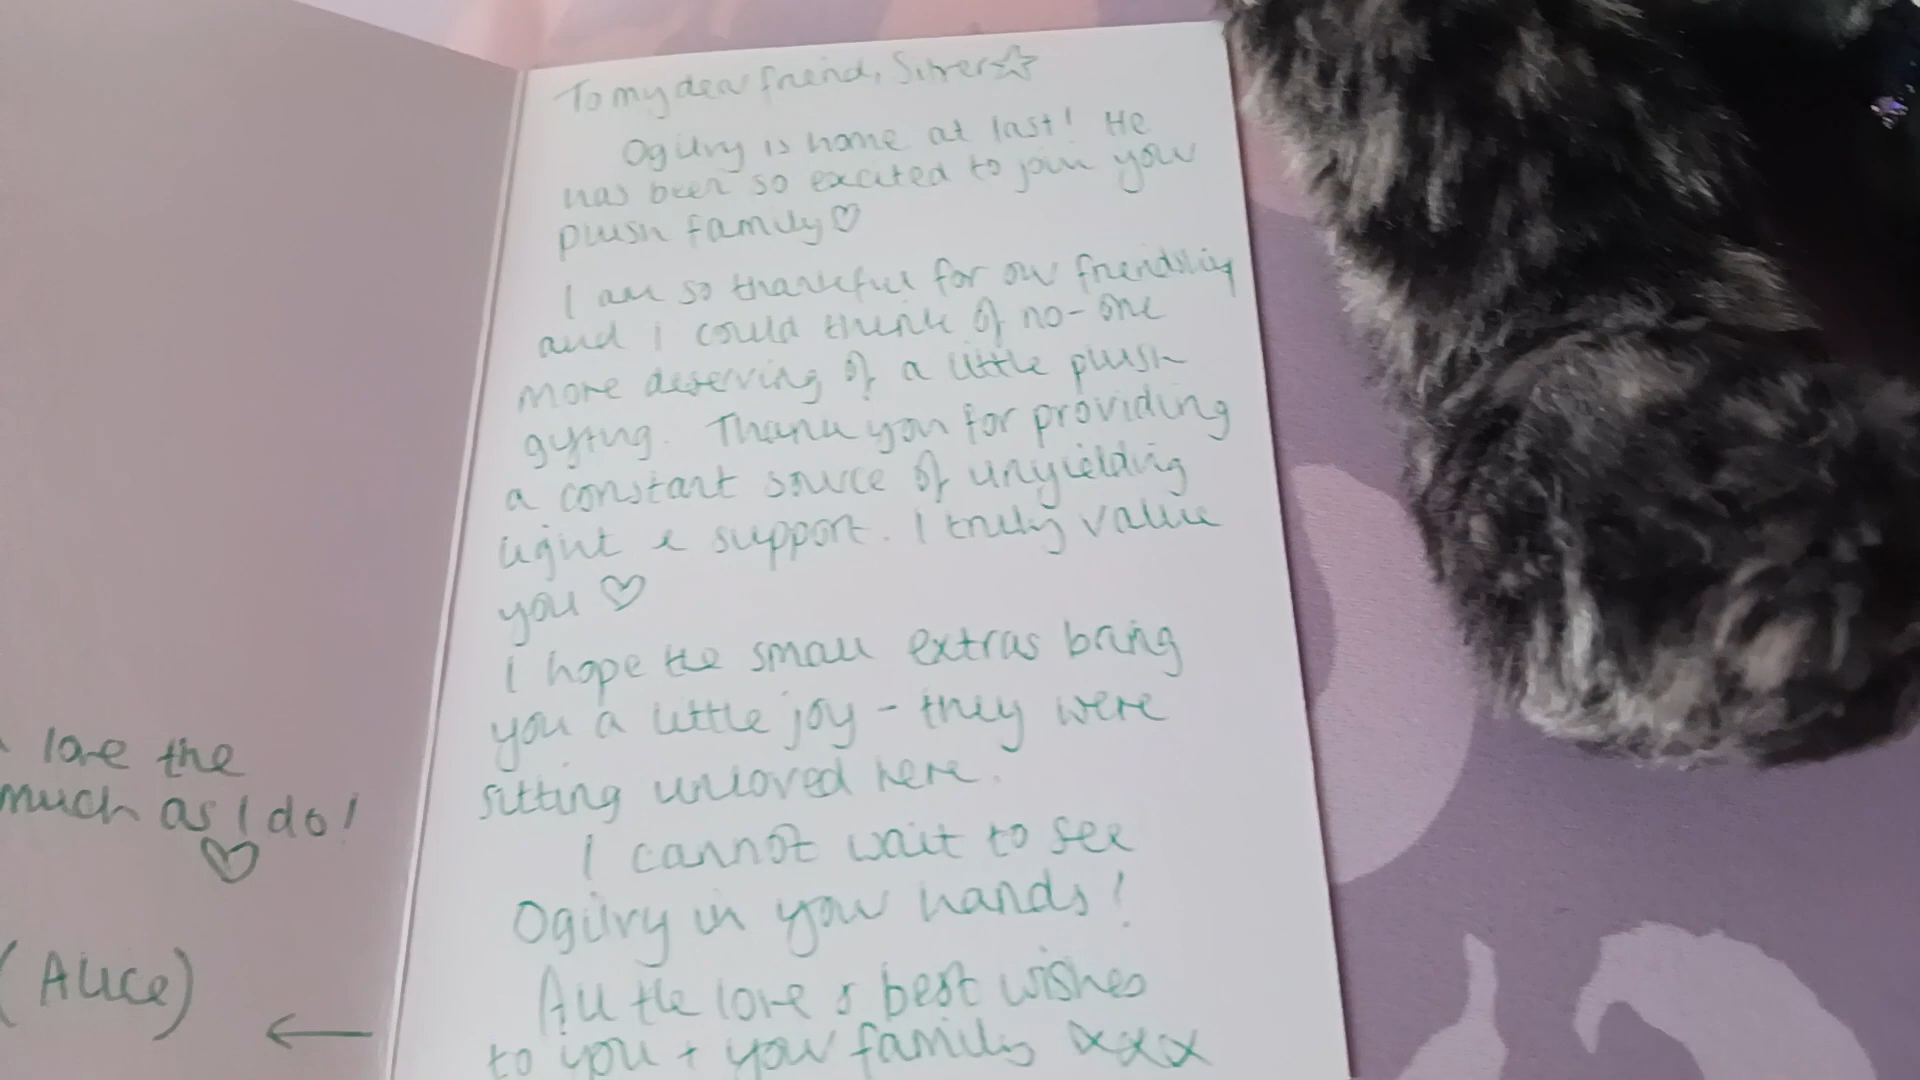 To my dear friend, Silver☆
Ogilvy is home at last! He
has been so excited to join your
plush family♡
I am so thankful for our friendship
and I could think of no-one
more deserving of a little plush
gifting. Thank you for providing
a constant source of unyielding
light & support. I truly value
you ♡
I hope the small extras bring
you a little joy - they were
sitting unloved here.
I cannot wait to see
Ogilvy in your hands!
All the love & best wishes
to you + your family xxx
love the
much as I do!
♡
(Alice)
←